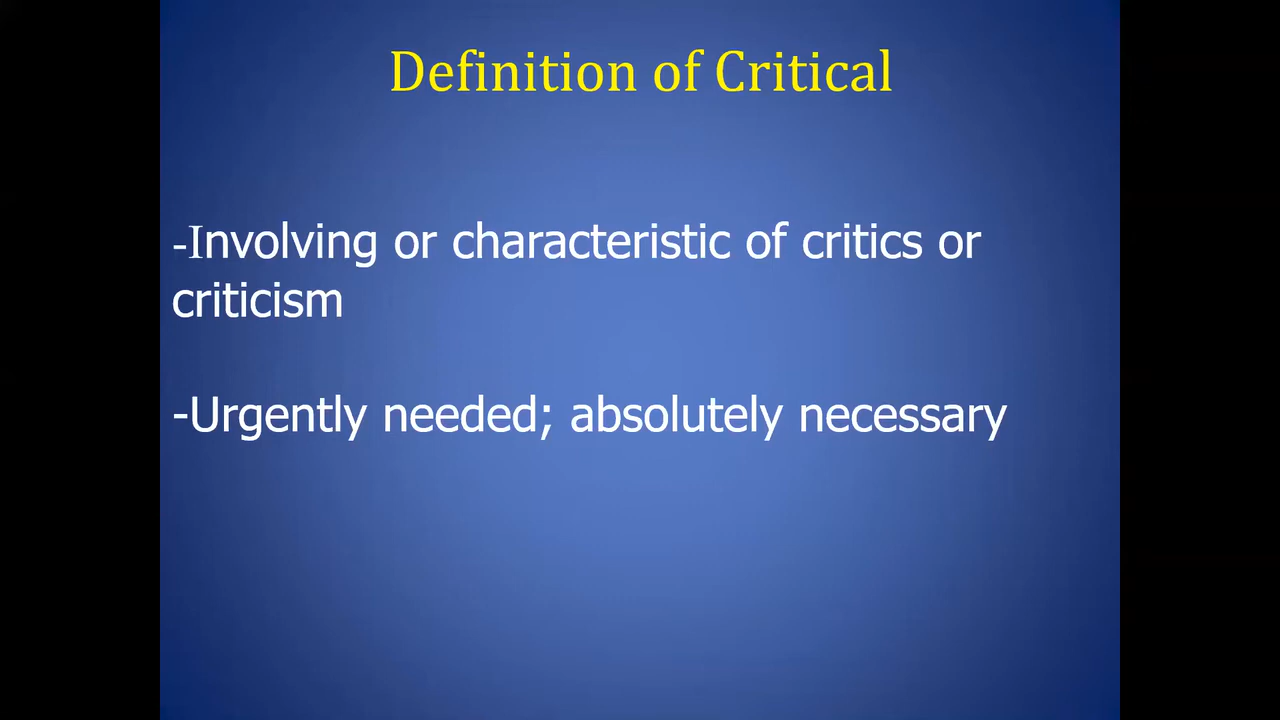 Definition of Critical
-Involving or characteristic of critics or
criticism
-Urgently needed; absolutely necessary